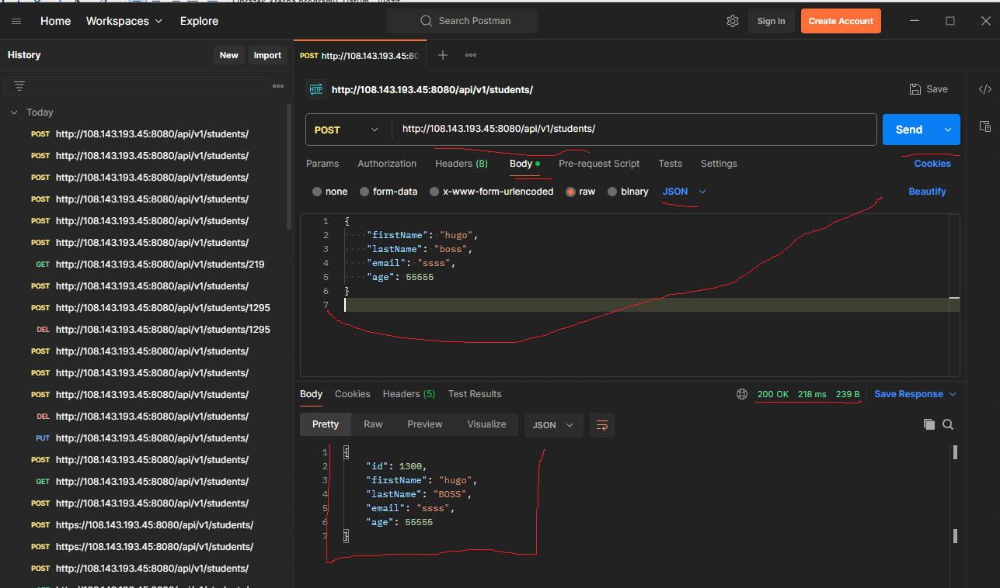 Home Workspaces Explore Search Postman Sign In Create Account
History New Import
POST http://108.143.193.45:80
Today
POST http://108.143.193.45:8080/api/v1/students/
POST http://108.143.193.45:8080/api/v1/students/
POST http://108.143.193.45:8080/api/v1/students/
POST http://108.143.193.45:8080/api/v1/students/
POST http://108.143.193.45:8080/api/v1/students/
POST http://108.143.193.45:8080/api/v1/students/
GET http://108.143.193.45:8080/api/v1/students/219
POST http://108.143.193.45:8080/api/v1/students/
POST http://108.143.193.45:8080/api/v1/students/1295
DEL http://108.143.193.45:8080/api/v1/students/1295
POST http://108.143.193.45:8080/api/v1/students/
POST http://108.143.193.45:8080/api/v1/students/
POST http://108.143.193.45:8080/api/v1/students/
DEL http://108.143.193.45:8080/api/v1/students/
PUT http://108.143.193.45:8080/api/v1/students/
POST http://108.143.193.45:8080/api/v1/students/
GET http://108.143.193.45:8080/api/v1/students/
POST http://108.143.193.45:8080/api/v1/students/
POST https://108.143.193.45:8080/api/v1/students/
POST https://108.143.193.45:8080/api/v1/students/
POST http://108.143.193.45:8080/api/v1/students/
HTTP http://108.143.193.45:8080/api/v1/students/ Save
POST http://108.143.193.45:8080/api/v1/students/ Send
Params Authorization Headers (8) Body Pre-request Script Tests Settings Cookies
none form-data x-www-form-urlencoded raw binary JSON Beautify
1 {
2 "firstName": "hugo",
3 "lastName": "boss",
4 "email": "ssss",
5 "age": 55555
6 }
7
Body Cookies Headers (5) Test Results 200 OK 218 ms 239 B Save Response
Pretty Raw Preview Visualize JSON
1 {
2 "id": 1300,
3 "firstName": "hugo",
4 "lastName": "BOSS",
5 "email": "ssss",
6 "age": 55555
7 }